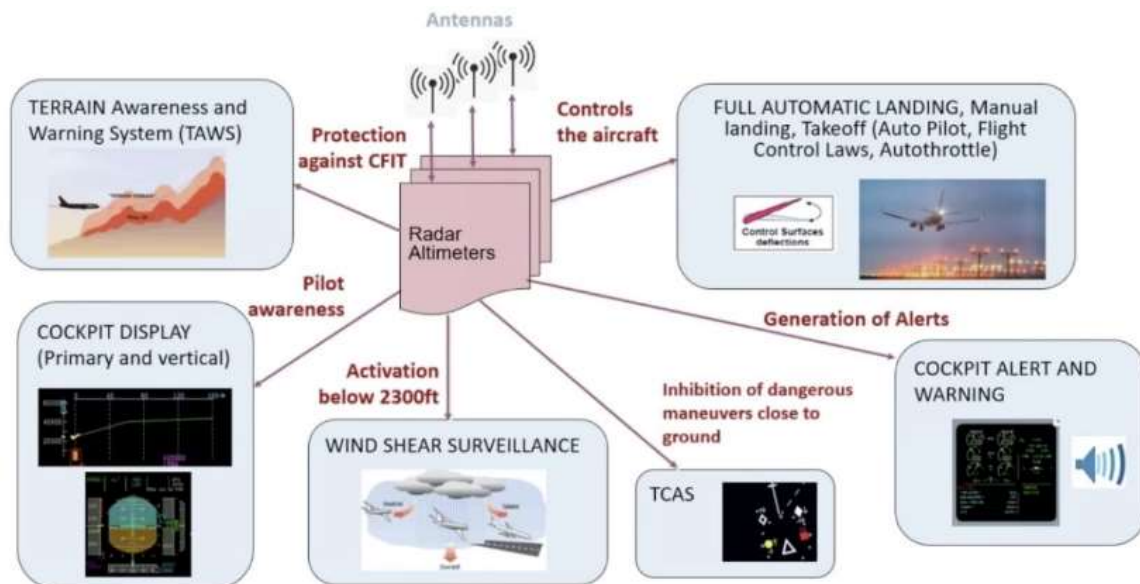 Antennas
TERRAIN Awareness and
Warning System (TAWS)
Protection
against CFIT
Controls
the aircraft
FULL AUTOMATIC LANDING, Manual
landing, Takeoff (Auto Pilot, Flight
Control Laws, Autothrottle)
Control Surfaces
deflections
Radar
Altimeters
Pilot
awareness
COCKPIT DISPLAY
(Primary and vertical)
Activation
below 2300ft
Generation of Alerts
Inhibition of dangerous
maneuvers close to
ground
COCKPIT ALERT AND
WARNING
WIND SHEAR SURVEILLANCE
TCAS